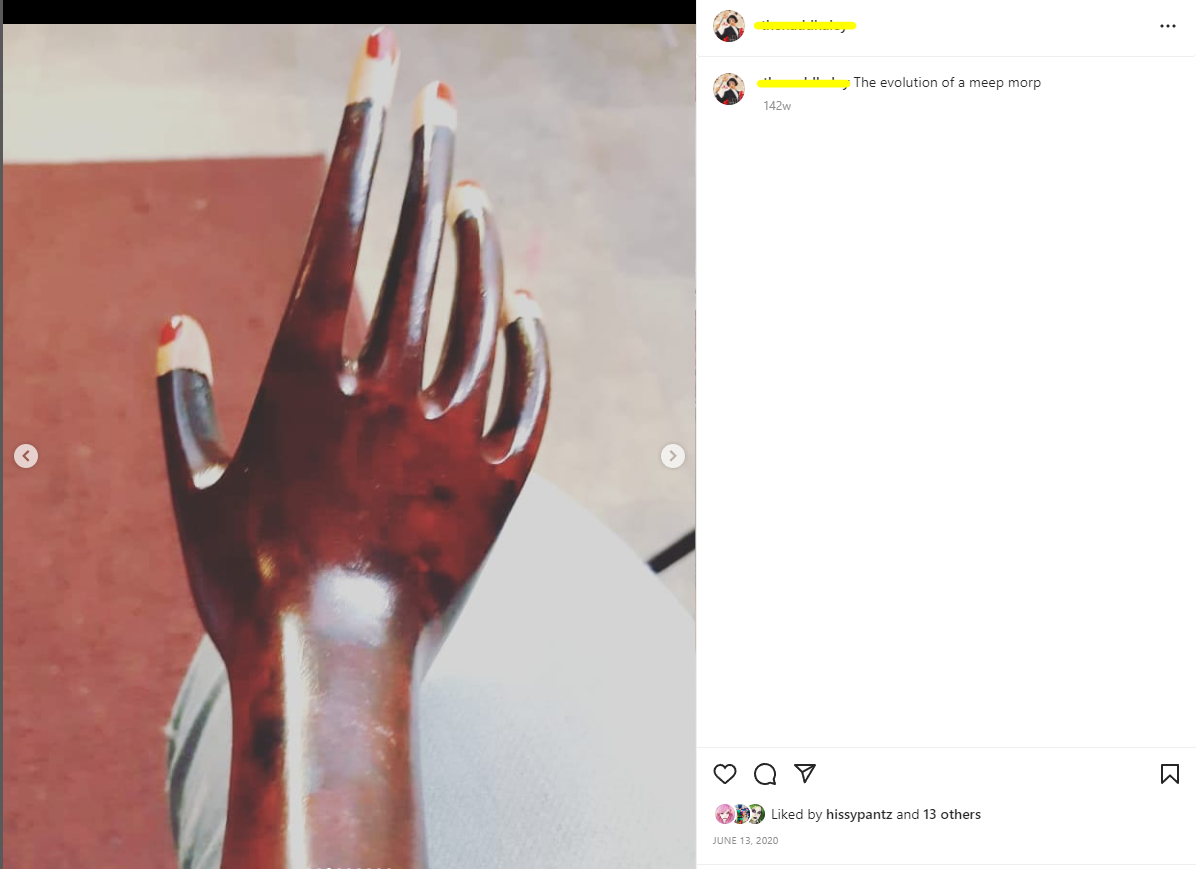 The evolution of a meep morp
142w
Liked by hissypantz and 13 others
JUNE 13, 2020